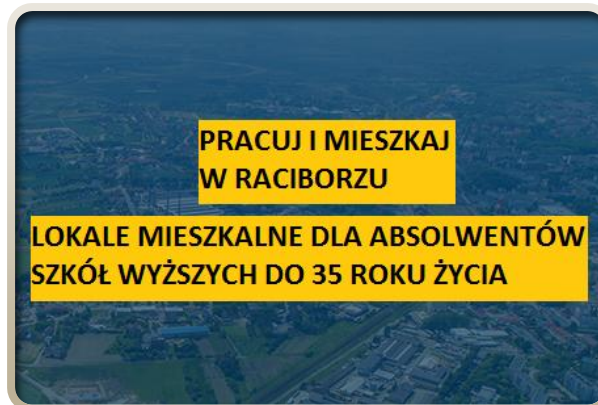 PRACUJ I MIESZKAJ
W RACIBORZU
LOKALE MIESZKALNE DLA ABSOLWENTÓW
SZKÓŁ WYŻSZYCH DO 35 ROKU ŻYCIA